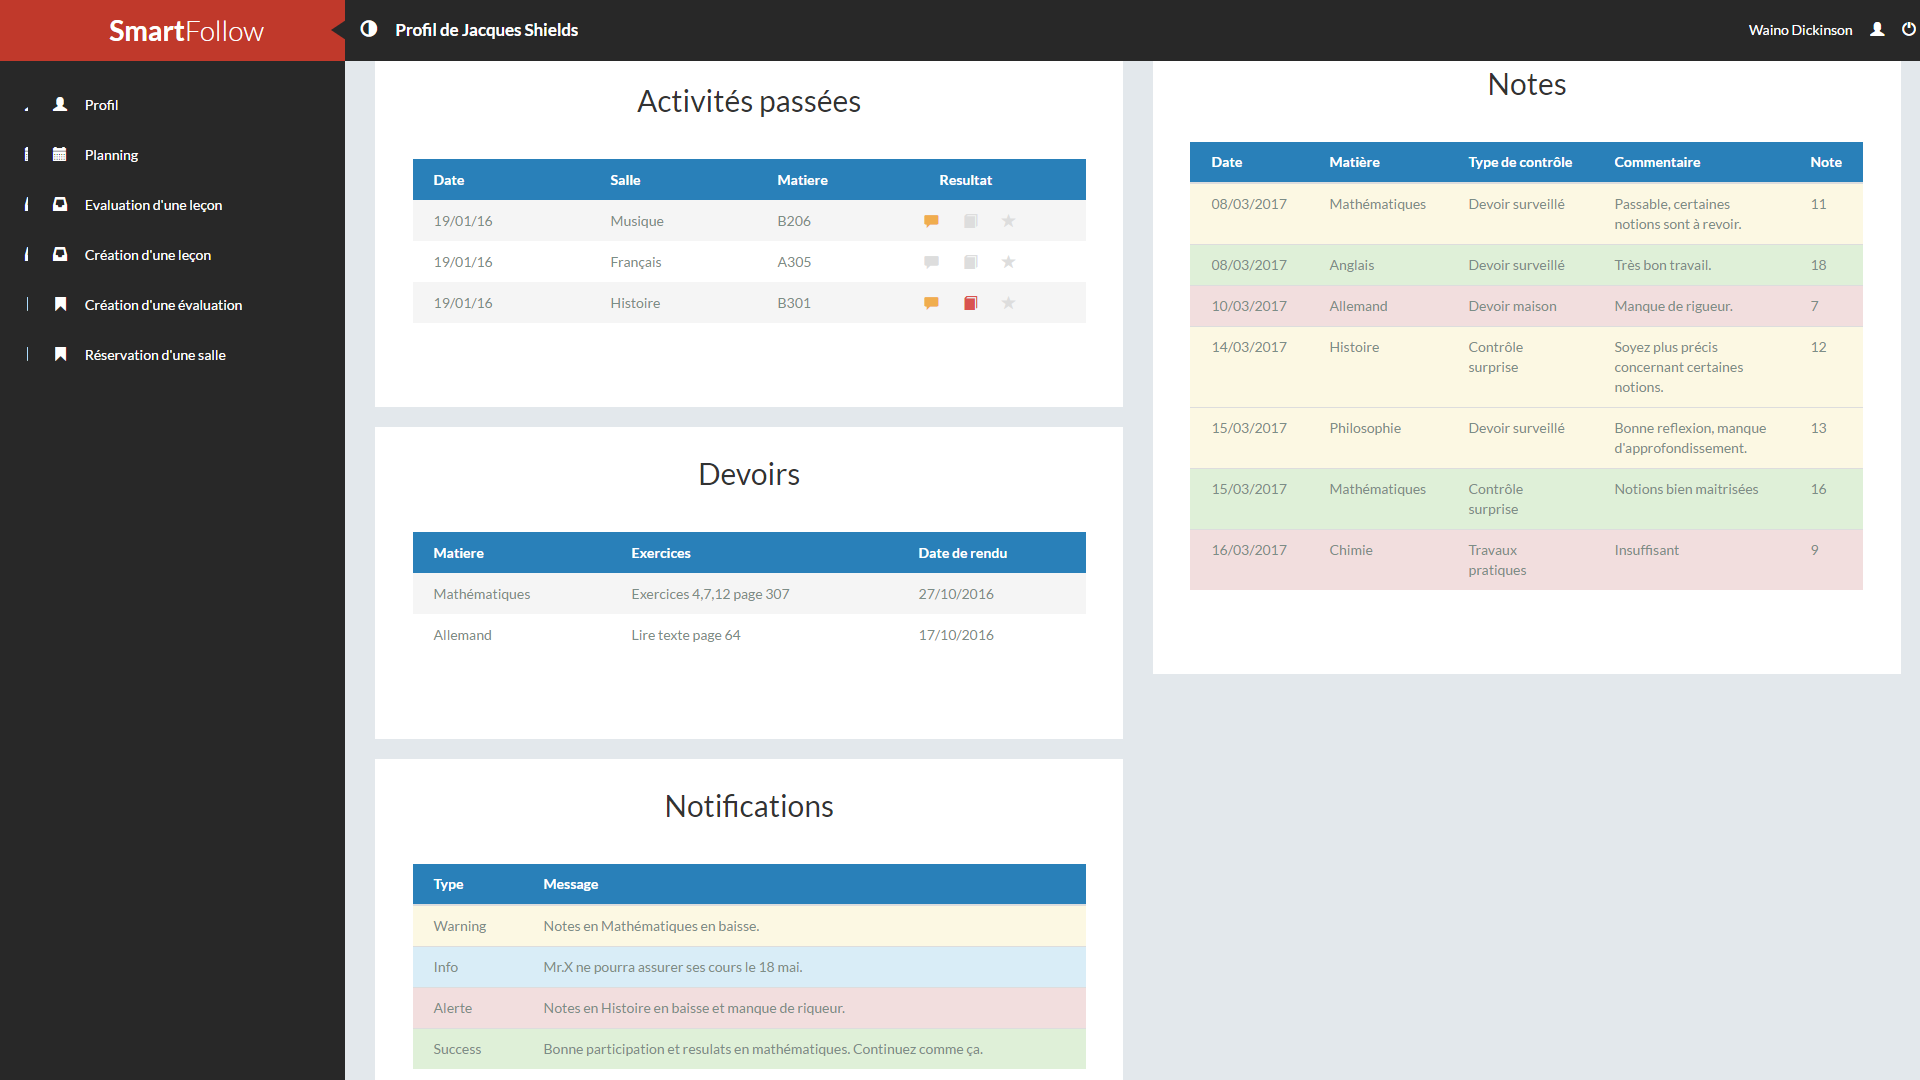 SmartFollow
Profil de Jacques Shields
Waino Dickinson
Profil
Planning
Evaluation d'une leçon
Création d'une leçon
Création d'une évaluation
Réservation d'une salle
Activités passées
Date Salle Matiere Resultat
19/01/16 Musique B206
19/01/16 Français A305
19/01/16 Histoire B301
Devoirs
Matiere Exercices Date de rendu
Mathématiques Exercices 4,7,12 page 307 27/10/2016
Allemand Lire texte page 64 17/10/2016
Notifications
Type Message
Warning Notes en Mathématiques en baisse.
Info Mr.X ne pourra assurer ses cours le 18 mai.
Alerte Notes en Histoire en baisse et manque de riqueur.
Success Bonne participation et resulats en mathématiques. Continuez comme ça.
Notes
Date Matière Type de contrôle Commentaire Note
08/03/2017 Mathématiques Devoir surveillé Passable, certaines 11
notions sont à revoir.
08/03/2017 Anglais Devoir surveillé Très bon travail. 18
10/03/2017 Allemand Devoir maison Manque de rigueur. 7
14/03/2017 Histoire Contrôle Soyez plus précis 12
surprise concernant certaines
notions.
15/03/2017 Philosophie Devoir surveillé Bonne reflexion, manque 13
d'approfondissement.
15/03/2017 Mathématiques Contrôle Notions bien maitrisées 16
surprise
16/03/2017 Chimie Travaux Insuffisant 9
pratiques